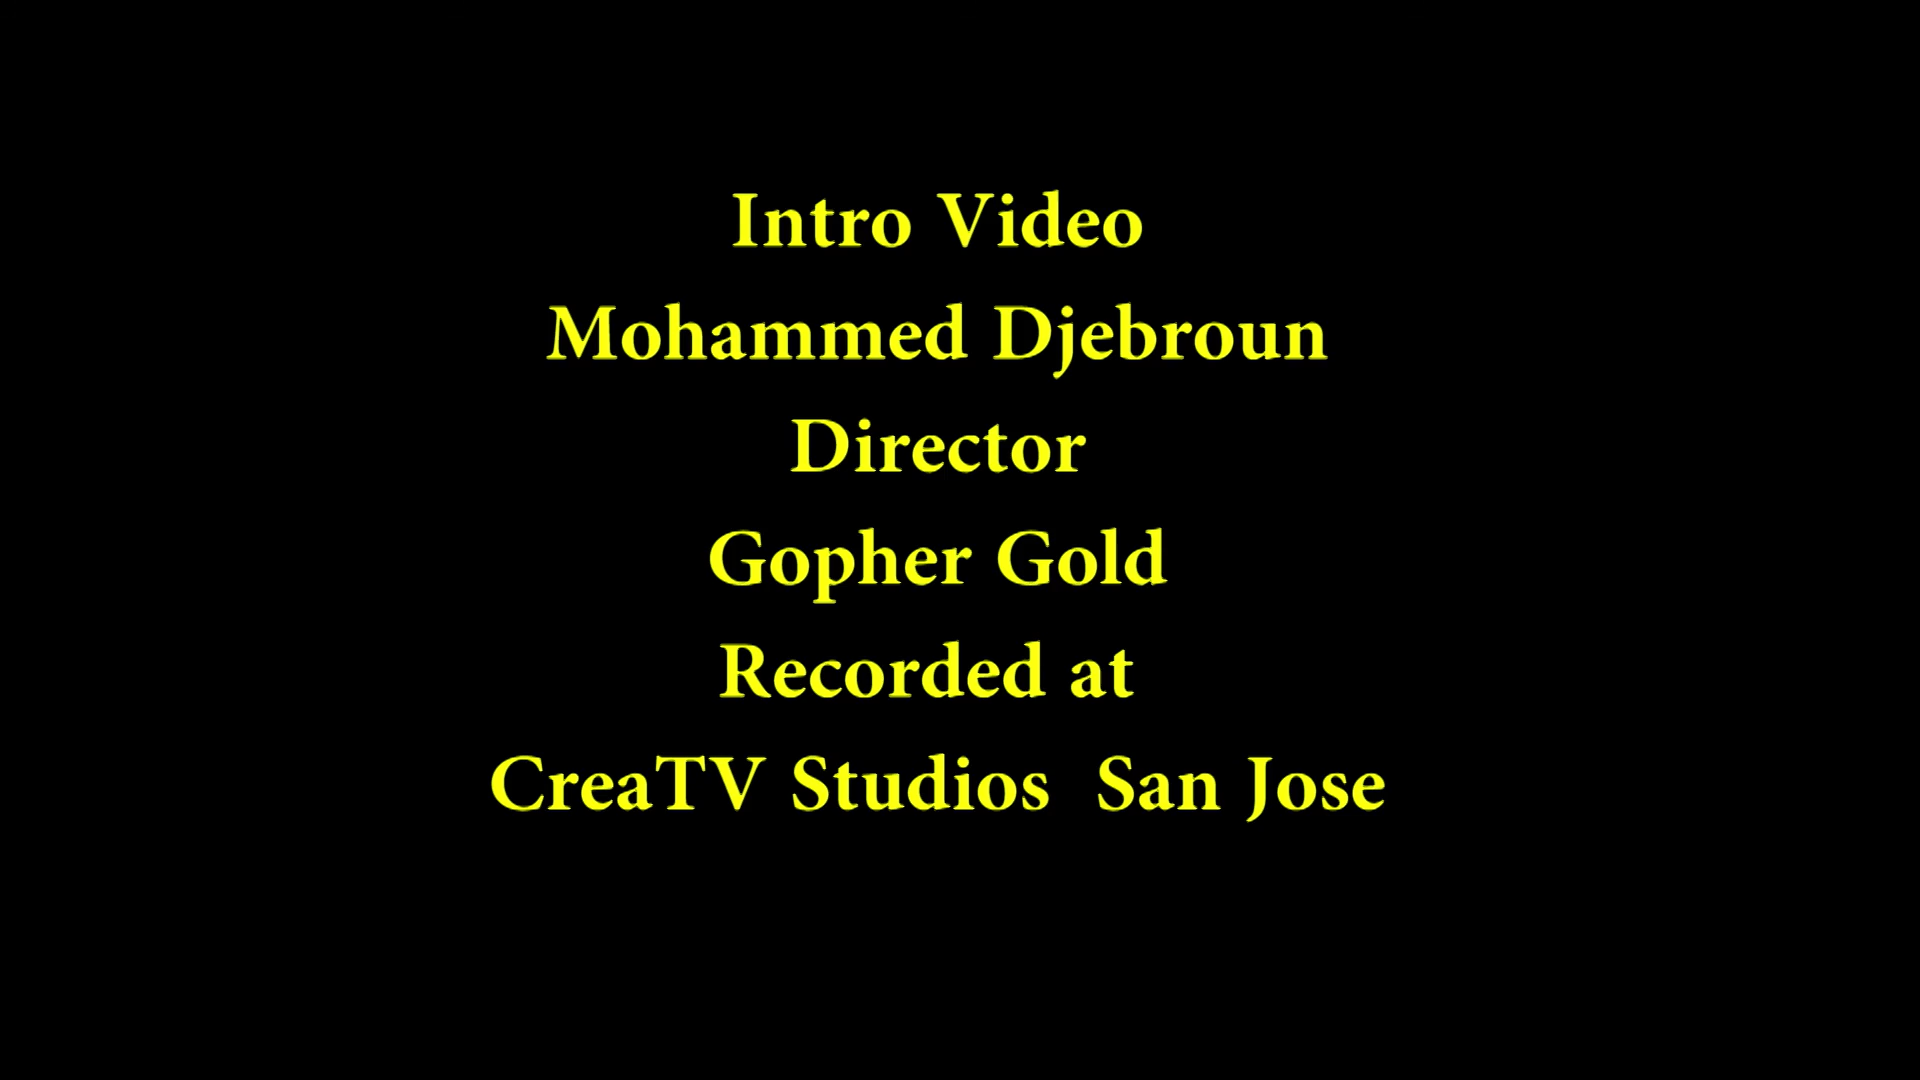 Intro Video
Mohammed Djebroun
Director
Gopher Gold
Recorded at
CreaTV Studios  San Jose